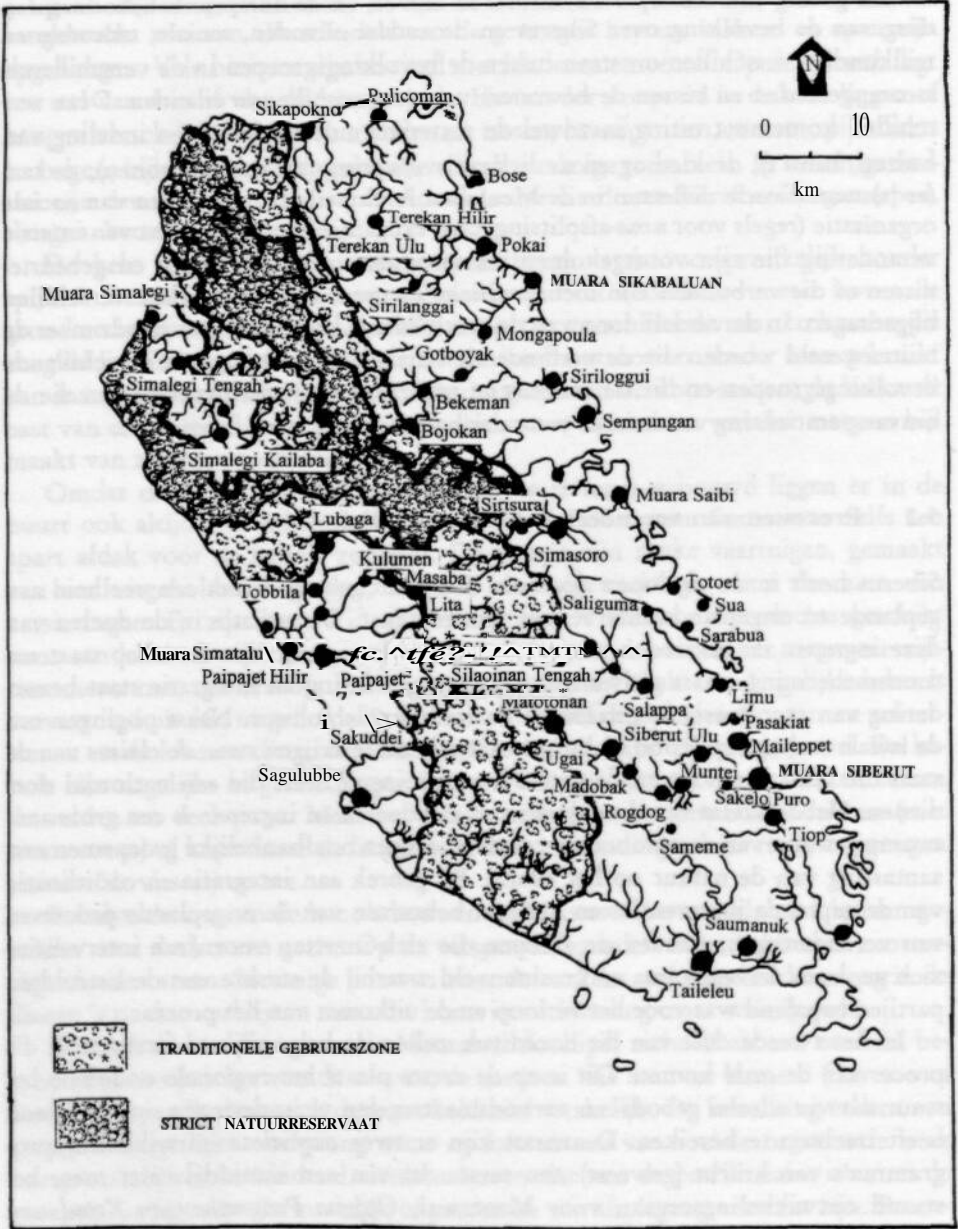 N
0 10
km
Sikapokna
Pulicoman
Bose
Terekan Hilir
Terekan Ulu
Pokai
MUARA SIKABALUAN
Muara Simalegi
Sirilanggai
Mongapoula
Gotboyak
Simalegi Tengah
Siriloggui
Bekeman
Sempungan
Bojokan
Simalegi Kailaba
Muara Saibi
Sirisura
Lubaga
Simasoro
Kulumen
Masaba
Totoet
Tobbila
Lita
Saliguma
Sua
Sarabua
Muara Simatalu
Paipajet Hilir
Paipajet
Silaoinan Tengah
Limu
Matotonan
Salappa
Pasakiat
Sakuddei
Siberut Ulu
Maileppet
Ugai
Sagulubbe
Madobak
Muntei
MUARA SIBERUT
Rogdog
Sakelo Puro
Tiop
Sameme
Saumanuk
Taileleu
TRADITIONELE GEBRUIKSZONE
STRICT NATUURRESERVAAT